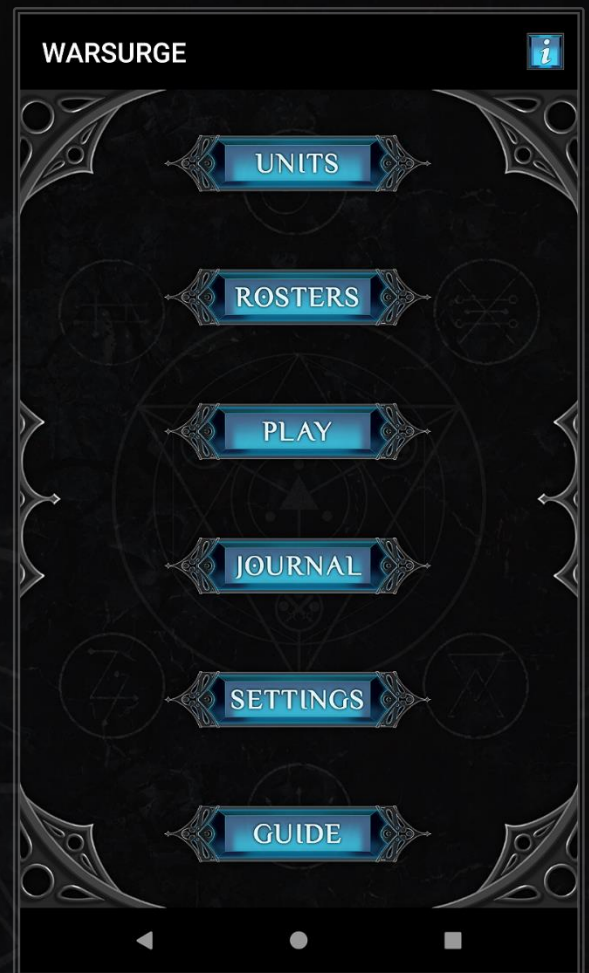 WARSURGE
i
UNITS
ROSTERS
PLAY
JOURNAL
SETTINGS
GUIDE